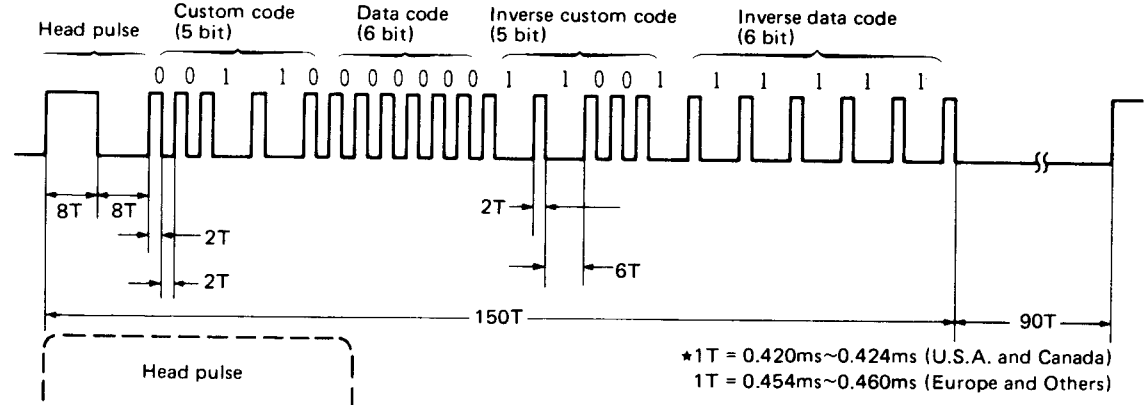 Head pulse
Custom code
(5 bit)
Data code
(6 bit)
Inverse custom code
(5 bit)
Inverse data code
(6 bit)
0 0 1 1 0 0 0 0 0 0 0 1 1 0 0 1 1 1 1 1 1 1
8T 8T
2T
2T
2T
6T
150T
90T
Head pulse
★1T = 0.420ms~0.424ms (U.S.A. and Canada)
1T = 0.454ms~0.460ms (Europe and Others)